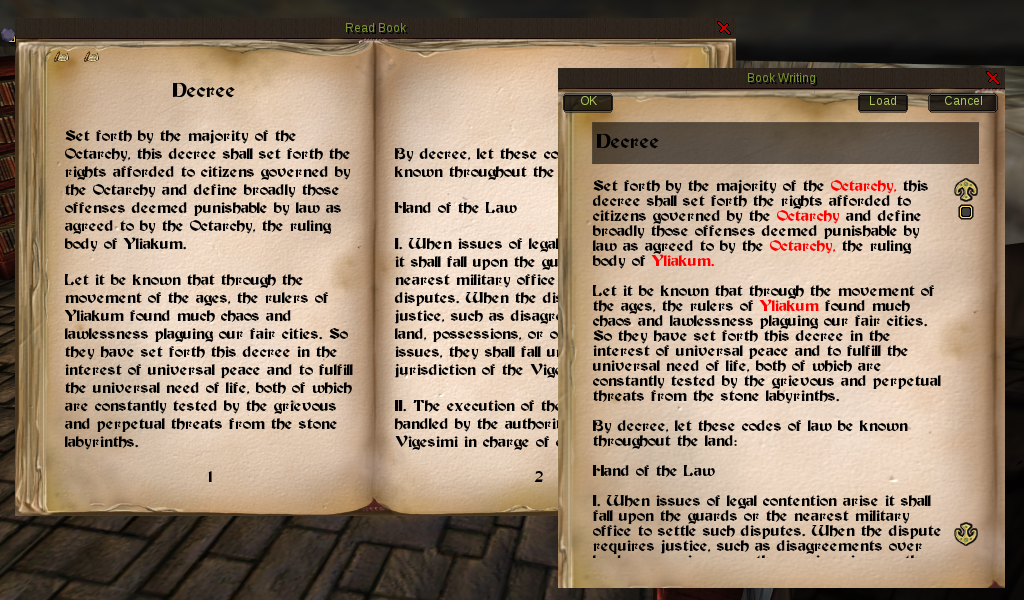 Read Book
Decree
Set forth by the majority of the
Octarchy, this decree shall set forth the
rights afforded to citizens governed by
the Octarchy and define broadly those
offenses deemed punishable by law as
agreed to by the Octarchy, the ruling
body of Yliakum.
Let it be known that through the
movement of the ages, the rulers of
Yliakum found much chaos and
lawlessness plaguing our fair cities. So
they have set forth this decree in the
interest of universal peace and to fulfill
the universal need of life, both of which
are constantly tested by the grievous
and perpetual threats from the stone
labyrinths.
1
By decree, let these co
known throughout the
Hand of the Law
I. When issues of legal
it shall fall upon the gu
nearest military office
disputes. When the dis
justice, such as disagre
land, possessions, or o
issues, they shall fall u
jurisdiction of the Vige
II. The execution of the
handled by the authori
Vigesimi in charge of
2
Book Writing
OK
Load
Cancel
Decree
Set forth by the majority of the Octarchy, this
decree shall set forth the rights afforded to
citizens governed by the Octarchy and define
broadly those offenses deemed punishable by
law as agreed to by the Octarchy, the ruling
body of Yliakum.
Let it be known that through the movement of
the ages, the rulers of Yliakum found much
chaos and lawlessness plaguing our fair cities.
So they have set forth this decree in the
interest of universal peace and to fulfill the
universal need of life, both of which are
constantly tested by the grievous and perpetual
threats from the stone labyrinths.
By decree, let these codes of law be known
throughout the land:
Hand of the Law
I. When issues of legal contention arise it shall
fall upon the guards or the nearest military
office to settle such disputes. When the dispute
requires justice, such as disagreements over